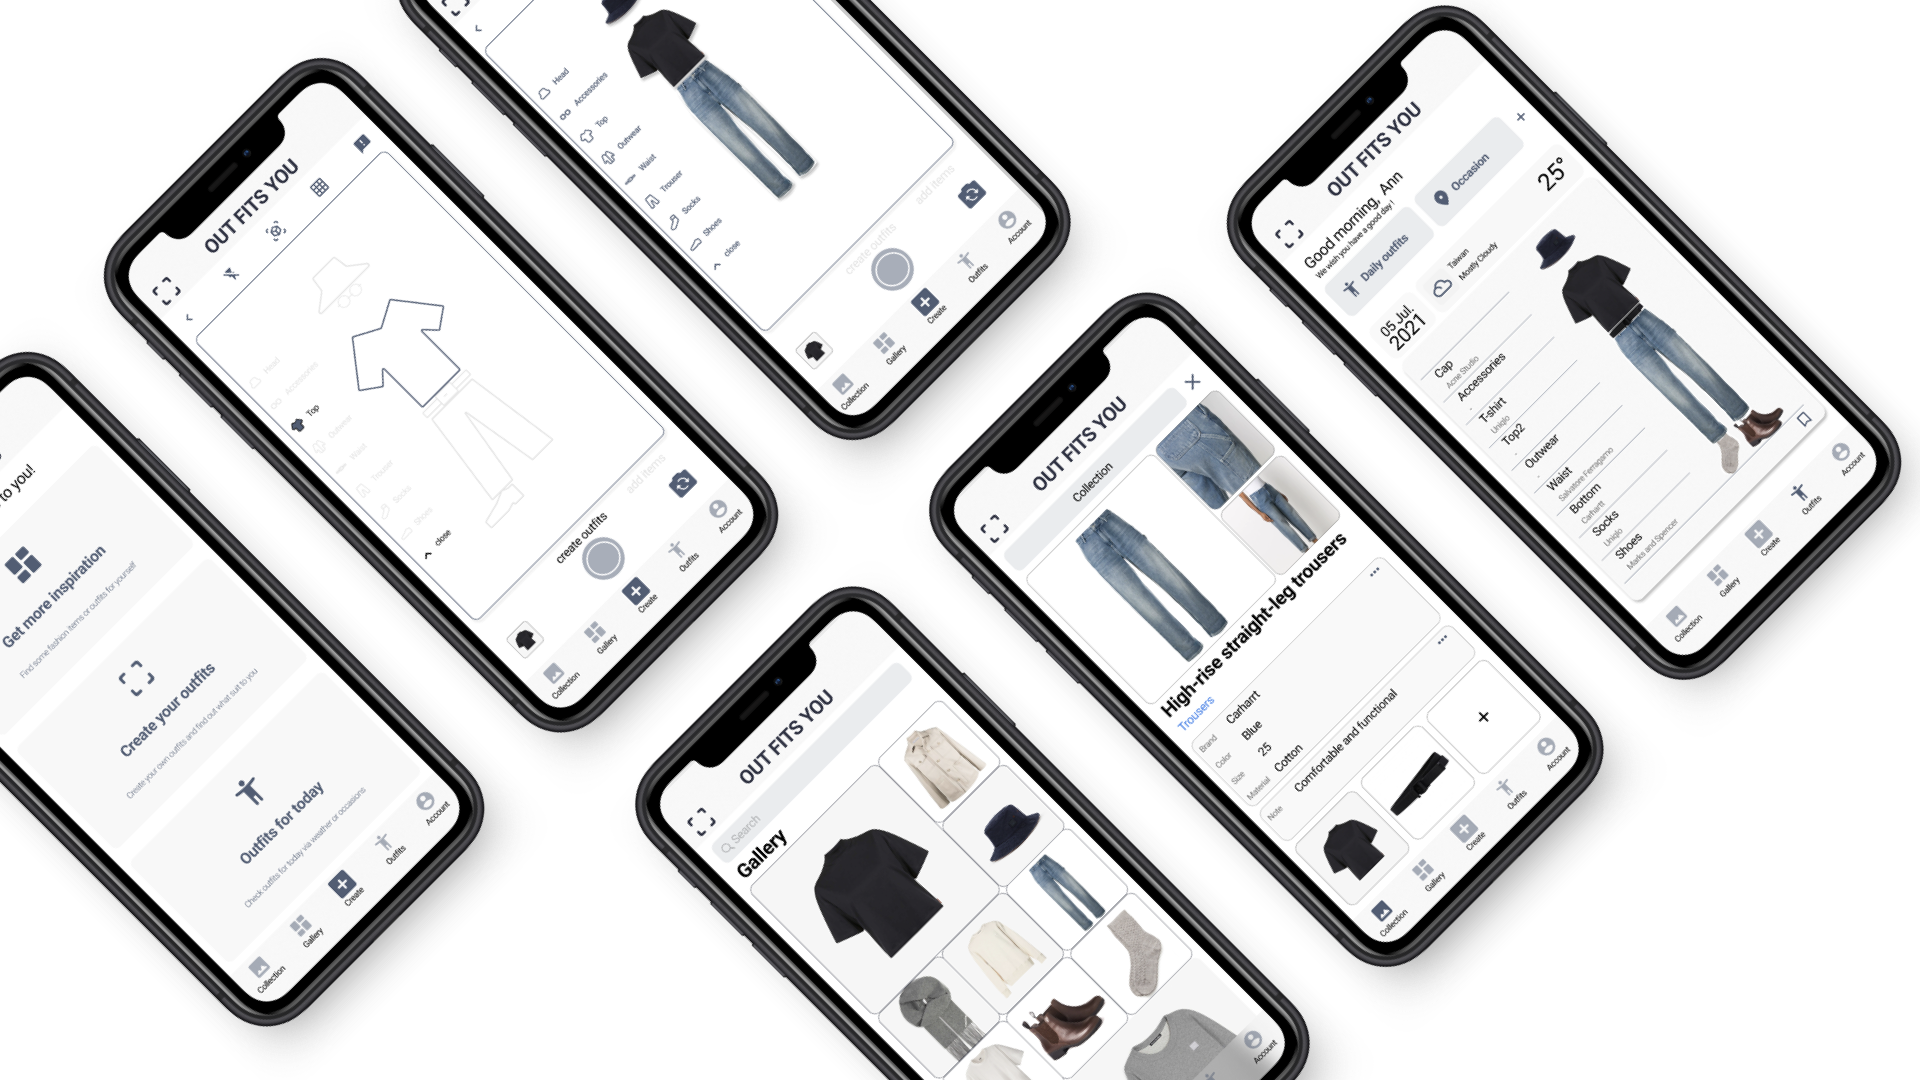 to you!
Get more inspiration
Find some fashion items or outfits for yourself
Create your outfits
Create your own outfits and find out what suit to you
Outfits for today
Check outfits for today via weather or occasions
Collection
Gallery
Create
Outfits
Account
OUT FITS YOU
Head
Accessories
Top
Outwear
Waist
Trouser
Socks
Shoes
close
create outfits
add items
Collection
Gallery
Create
Outfits
Account
Head
Accessories
Top
Outwear
Waist
Trouser
Socks
Shoes
close
create outfits
add items
Collection
Gallery
Create
Outfits
Account
OUT FITS YOU
Search
Gallery
Account
OUT FITS YOU
Collection
High-rise straight-leg trousers
Trousers
Brand Carharrt
Color Blue
Size 25
Material Cotton
Note Comfortable and functional
Collection
Gallery
Create
Outfits
Account
OUT FITS YOU
Good morning, Ann
We wish you have a good day!
Daily outfits
Occasion
05 Jul.
2021
Taiwan
Mostly Cloudy
25°
Cap
Acne Studio
Accessories
-
T-shirt
Uniqlo
Top2
-
Outwear
-
Waist
Salvatore Ferragamo
Bottom
Carhartt
Socks
Uniqlo
Shoes
Marks and Spencer
Collection
Gallery
Create
Outfits
Account